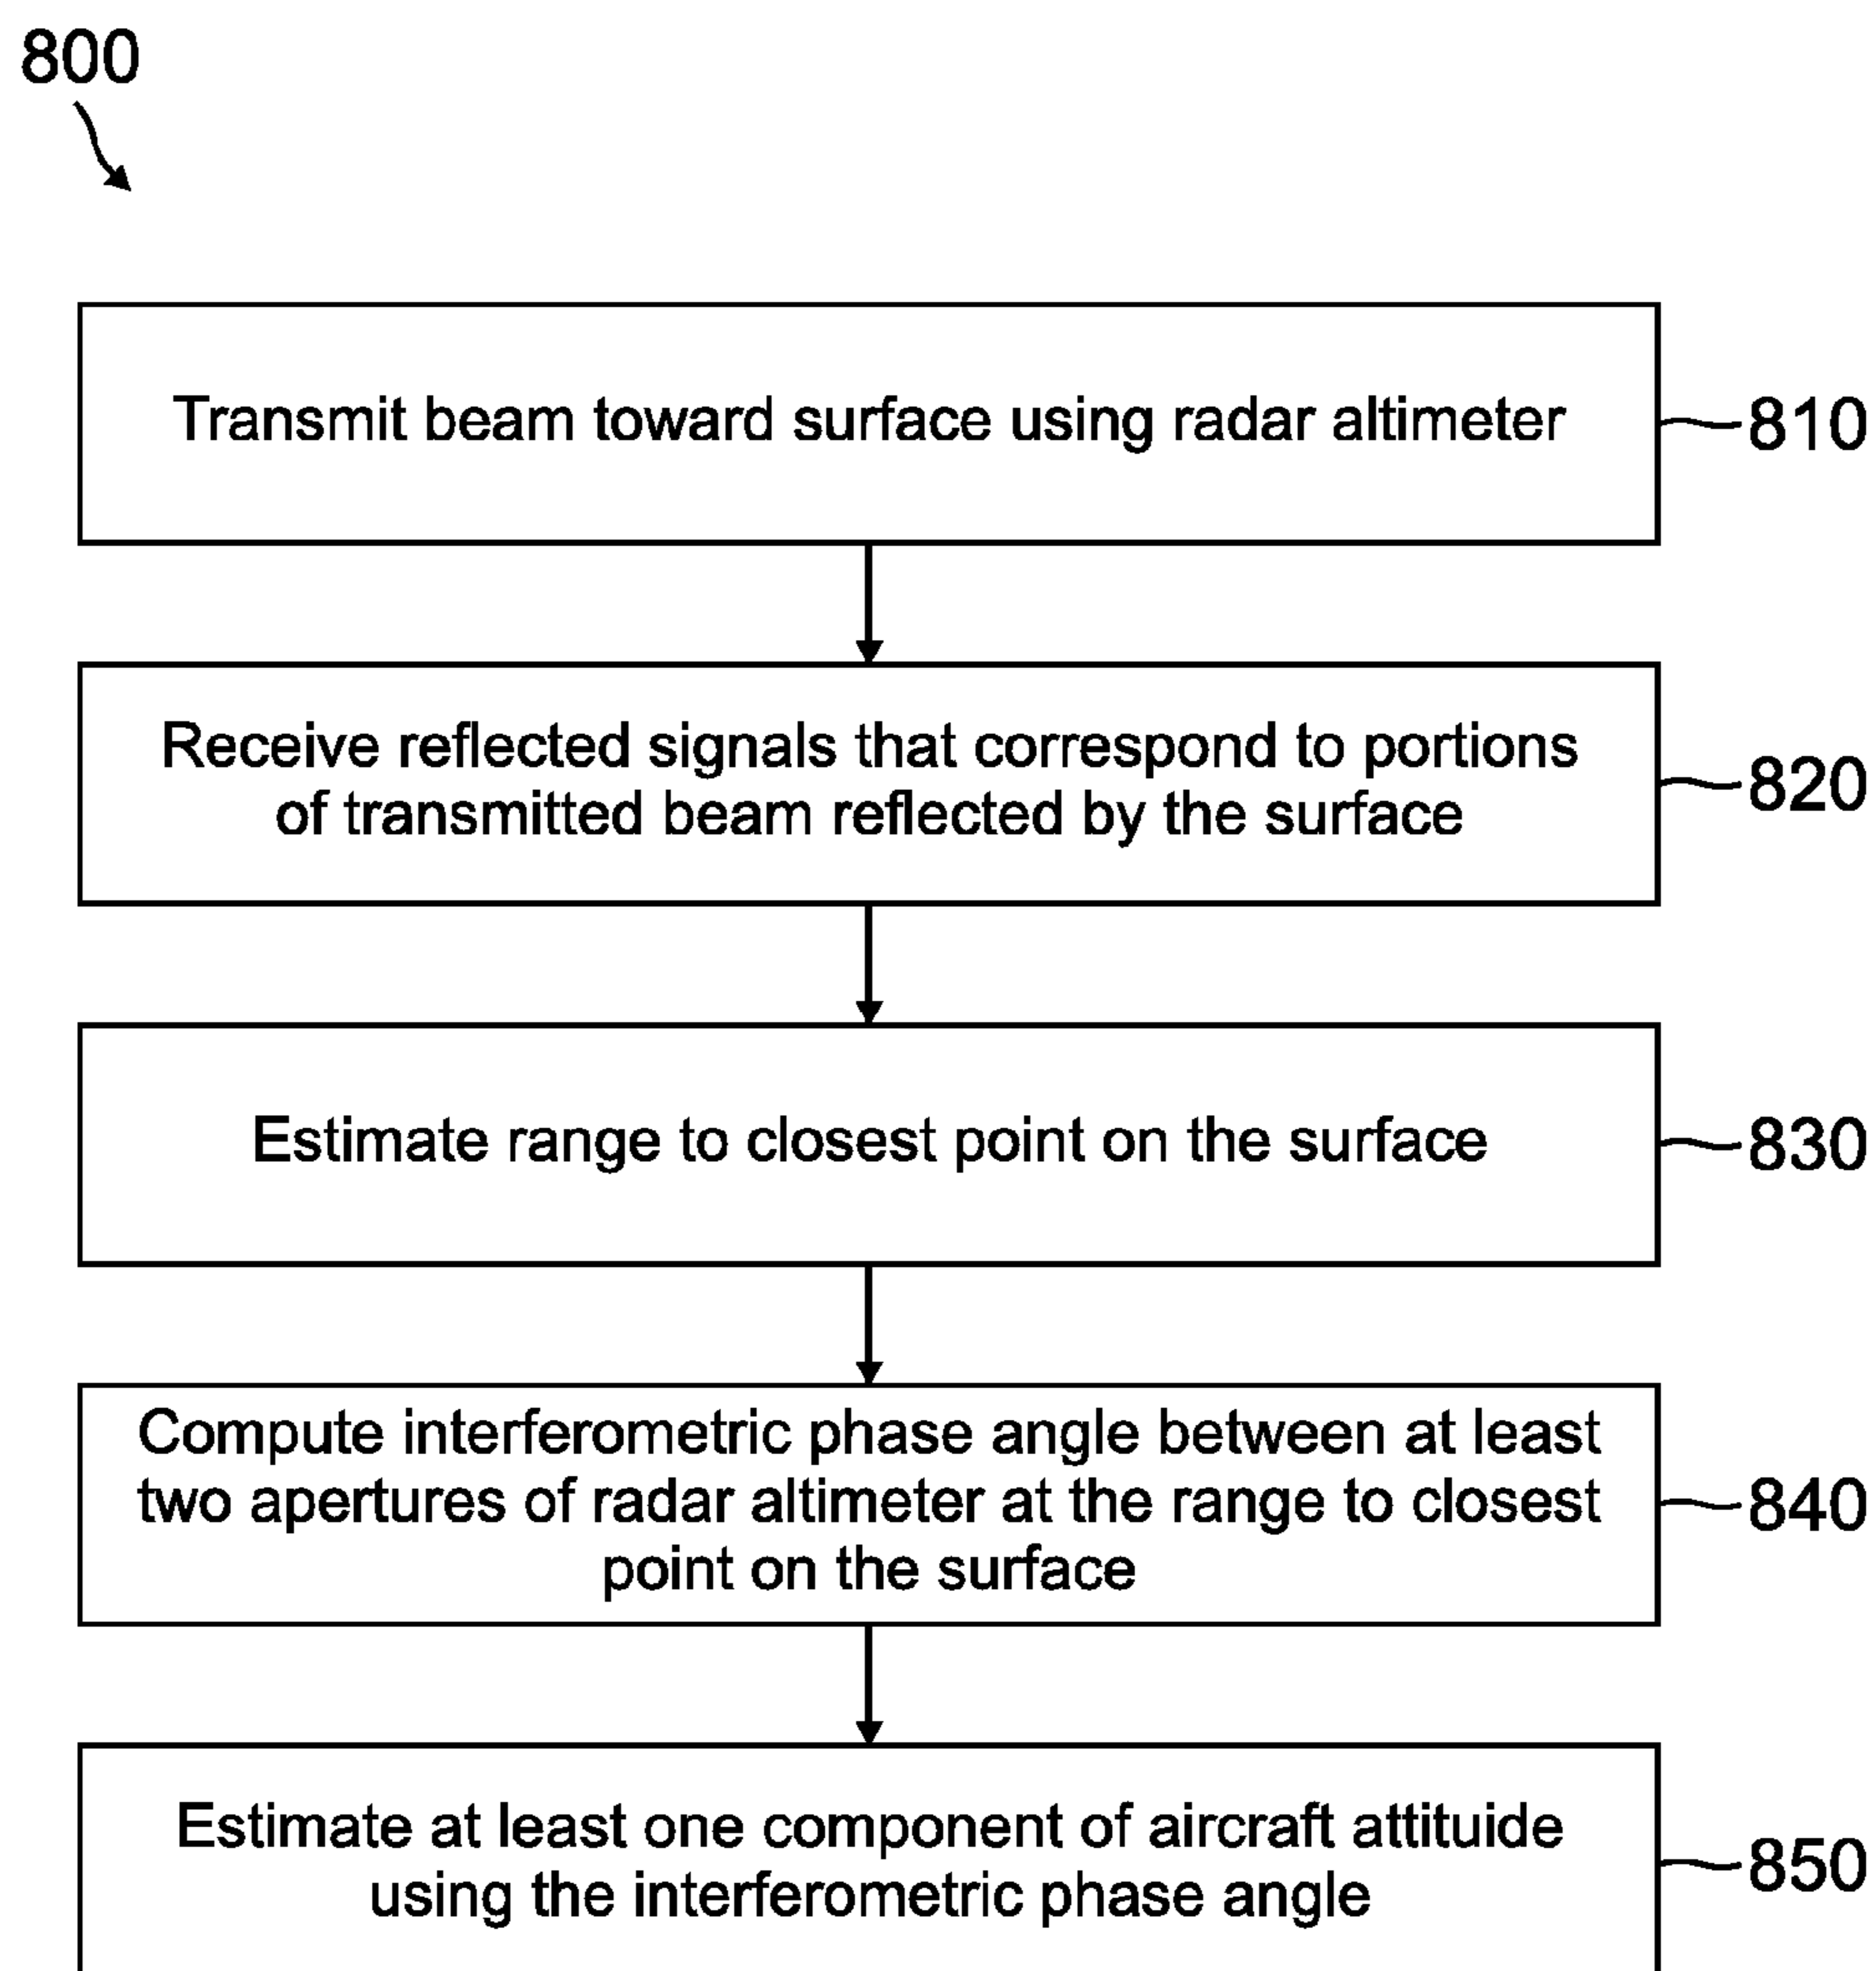 800
Transmit beam toward surface using radar altimeter
810
Receive reflected signals that correspond to portions
of transmitted beam reflected by the surface
820
Estimate range to closest point on the surface
830
Compute interferometric phase angle between at least
two apertures of radar altimeter at the range to closest
point on the surface
840
Estimate at least one component of aircraft attituide
using the interferometric phase angle
850